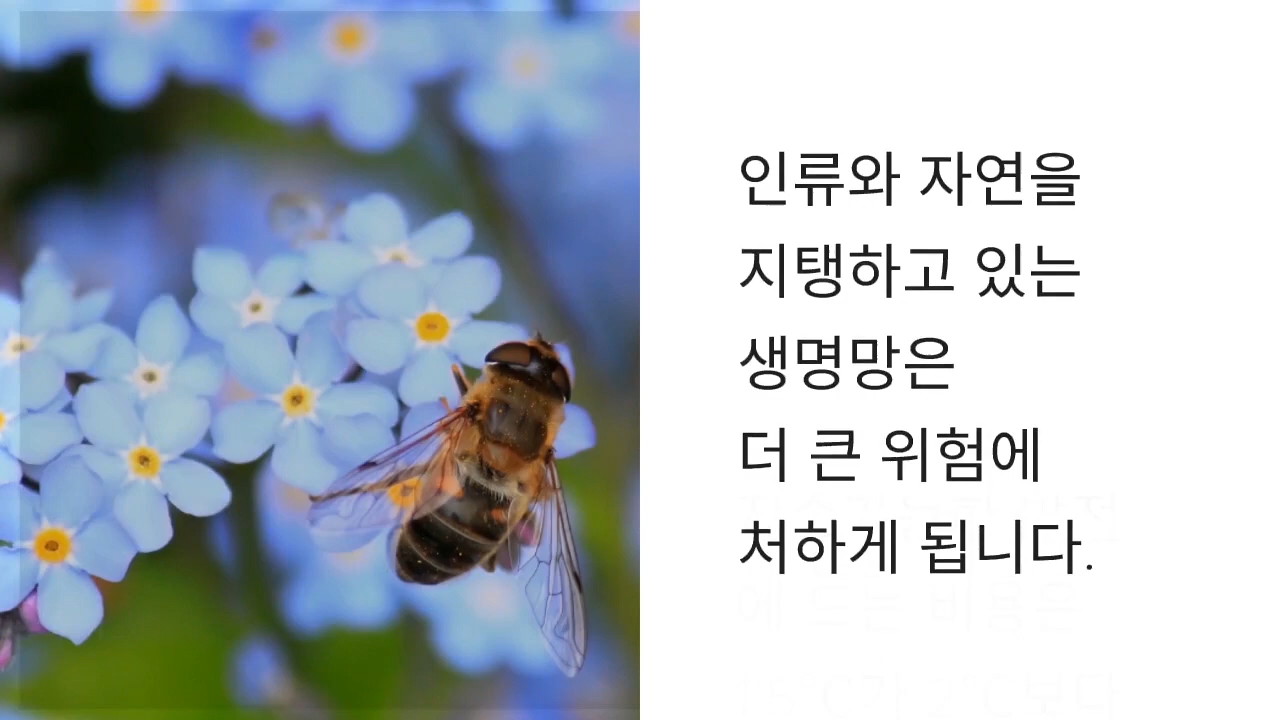 인류와 자연을
지탱하고 있는
생명망은
더 큰 위험에
처하게 됩니다.